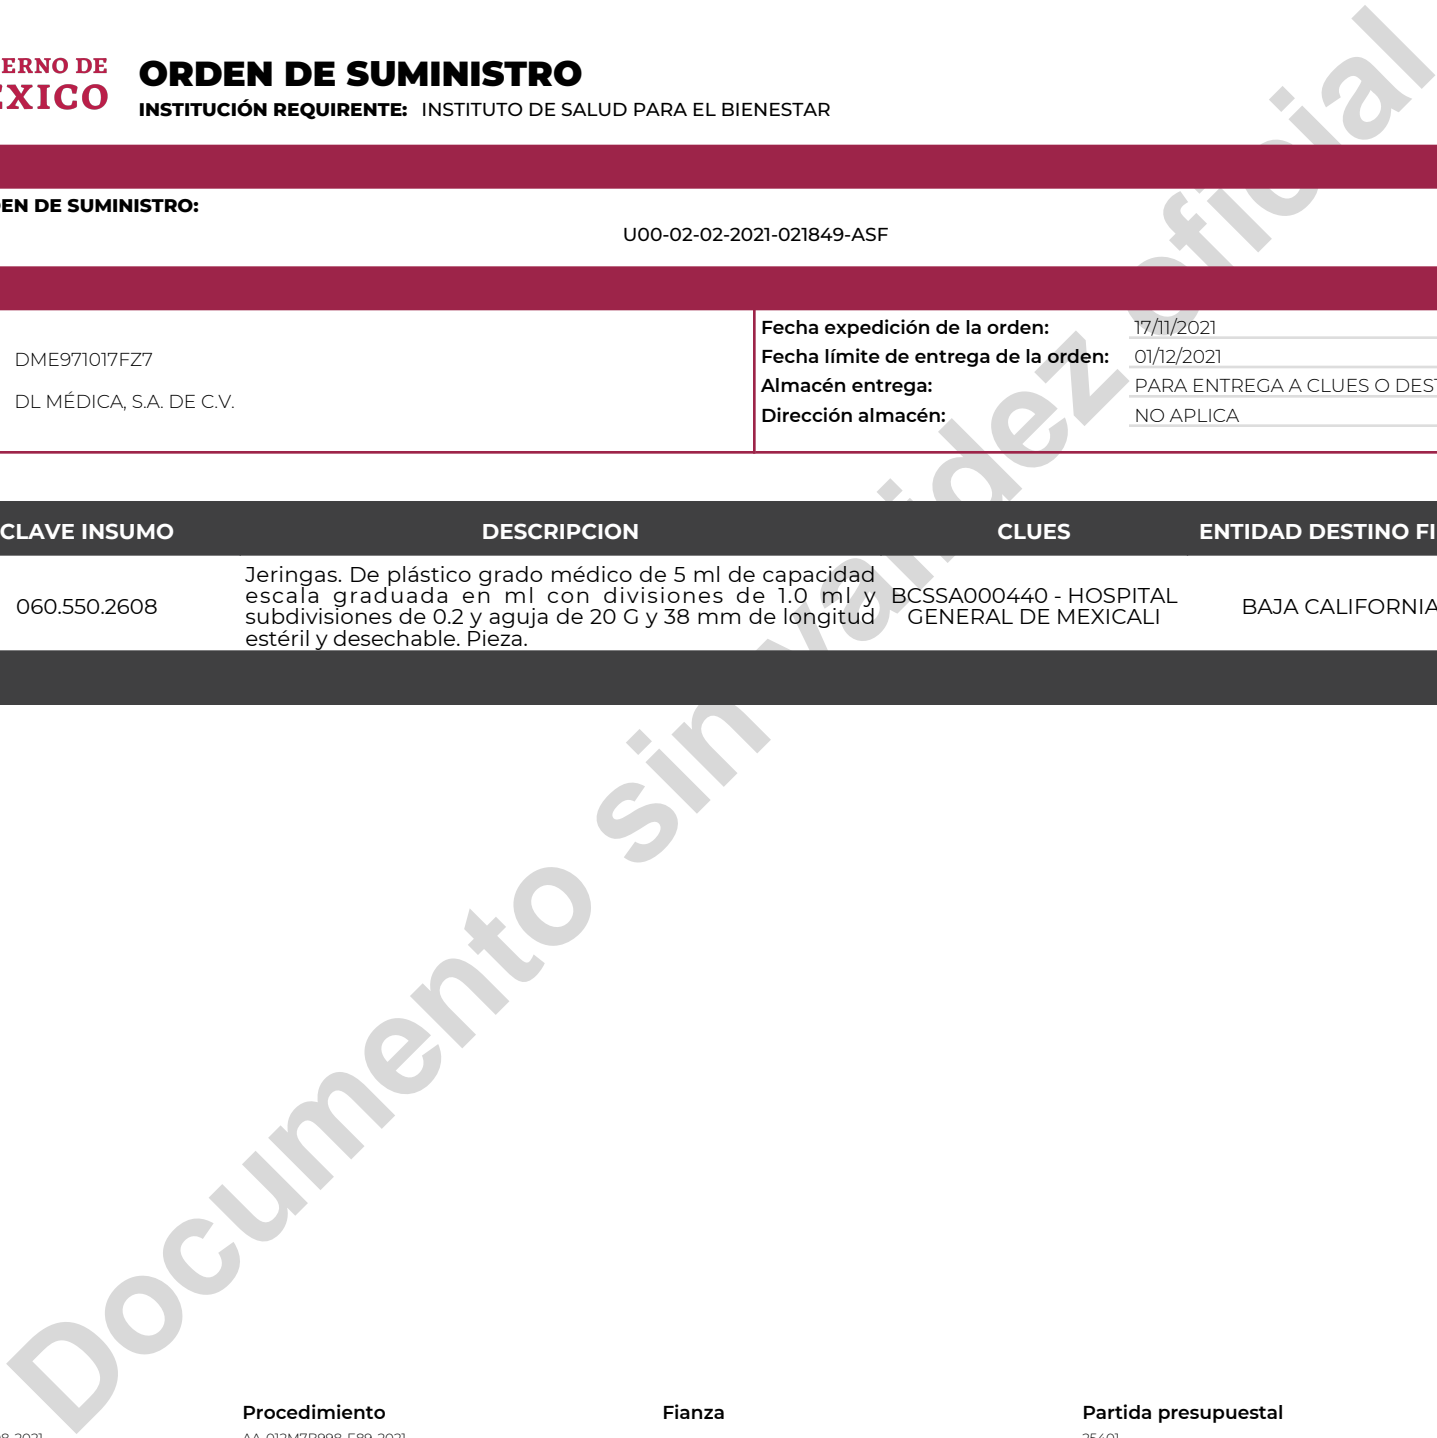 ERNO DE
ÉXICO
ORDEN DE SUMINISTRO
INSTITUCIÓN REQUIRENTE: INSTITUTO DE SALUD PARA EL BIENESTAR
EN DE SUMINISTRO:
U00-02-02-2021-021849-ASF
DME971017FZ7
DL MÉDICA, S.A. DE C.V.
Fecha expedición de la orden: 17/11/2021
Fecha límite de entrega de la orden: 01/12/2021
Almacén entrega: PARA ENTREGA A CLUES O DEST
Dirección almacén: NO APLICA
CLAVE INSUMO DESCRIPCION CLUES ENTIDAD DESTINO FI
060.550.2608
Jeringas. De plástico grado médico de 5 ml de capacidad
escala graduada en ml con divisiones de 1.0 ml y
subdivisiones de 0.2 y aguja de 20 G y 38 mm de longitud
estéril y desechable. Pieza.
BCSSA000440 - HOSPITAL
GENERAL DE MEXICALI
BAJA CALIFORNIA
Documento sin validez oficial
Procedimiento Fianza Partida presupuestal